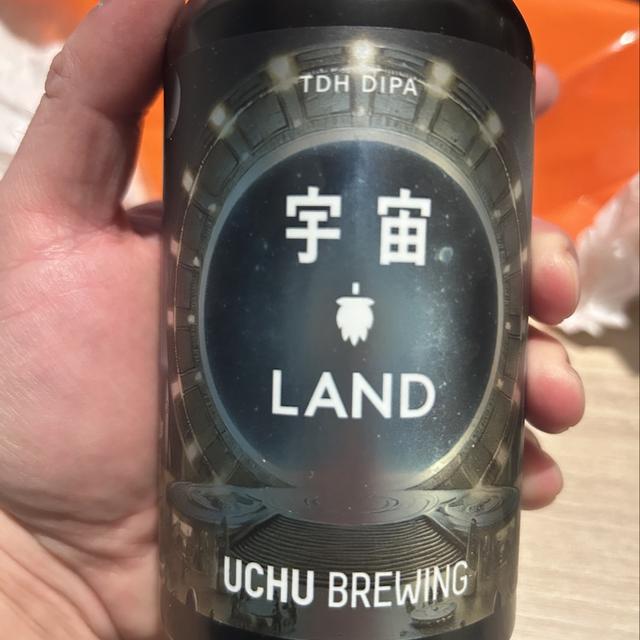 TDH DIPA
宇宙
LAND
UCHU BREWING